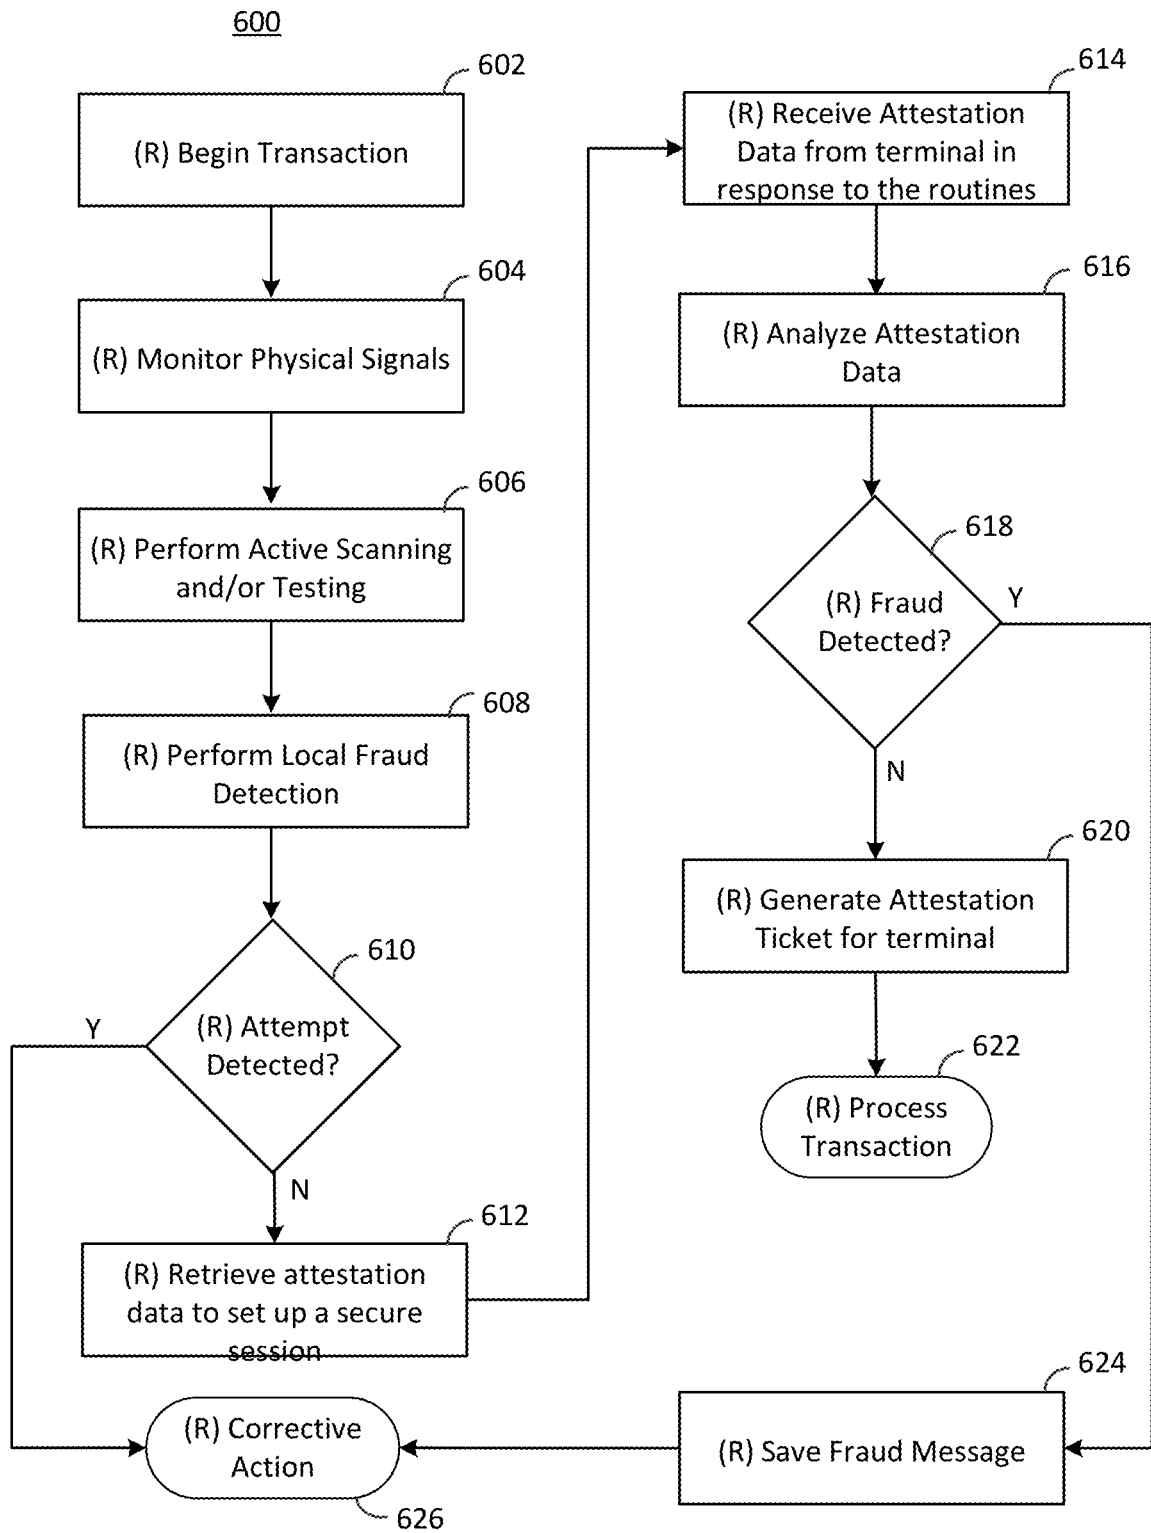 600
602
(R) Begin Transaction
604
(R) Monitor Physical Signals
606
(R) Perform Active Scanning
and/or Testing
608
(R) Perform Local Fraud
Detection
610
(R) Attempt
Detected?
Y
N
612
(R) Retrieve attestation
data to set up a secure
session
(R) Corrective
Action
626
614
(R) Receive Attestation
Data from terminal in
response to the routines
616
(R) Analyze Attestation
Data
618
(R) Fraud
Detected?
Y
N
620
(R) Generate Attestation
Ticket for terminal
622
(R) Process
Transaction
624
(R) Save Fraud Message